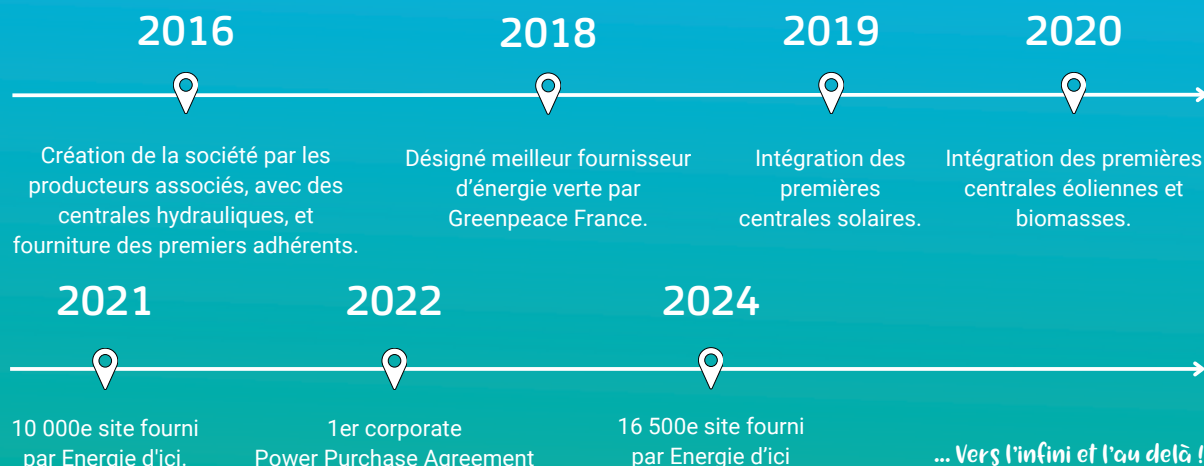 2016
2018
2019
2020
Création de la société par les
producteurs associés, avec des
centrales hydrauliques, et
fourniture des premiers adhérents.
Désigné meilleur fournisseur
d'énergie verte par
Greenpeace France.
Intégration des
premières
centrales solaires.
Intégration des premières
centrales éoliennes et
biomasses.
2021
2022
2024
10 000e site fourni
par Energie d'ici.
1er corporate
Power Purchase Agreement
16 500e site fourni
par Energie d'ici
... Vers l'infini et l'au delà !